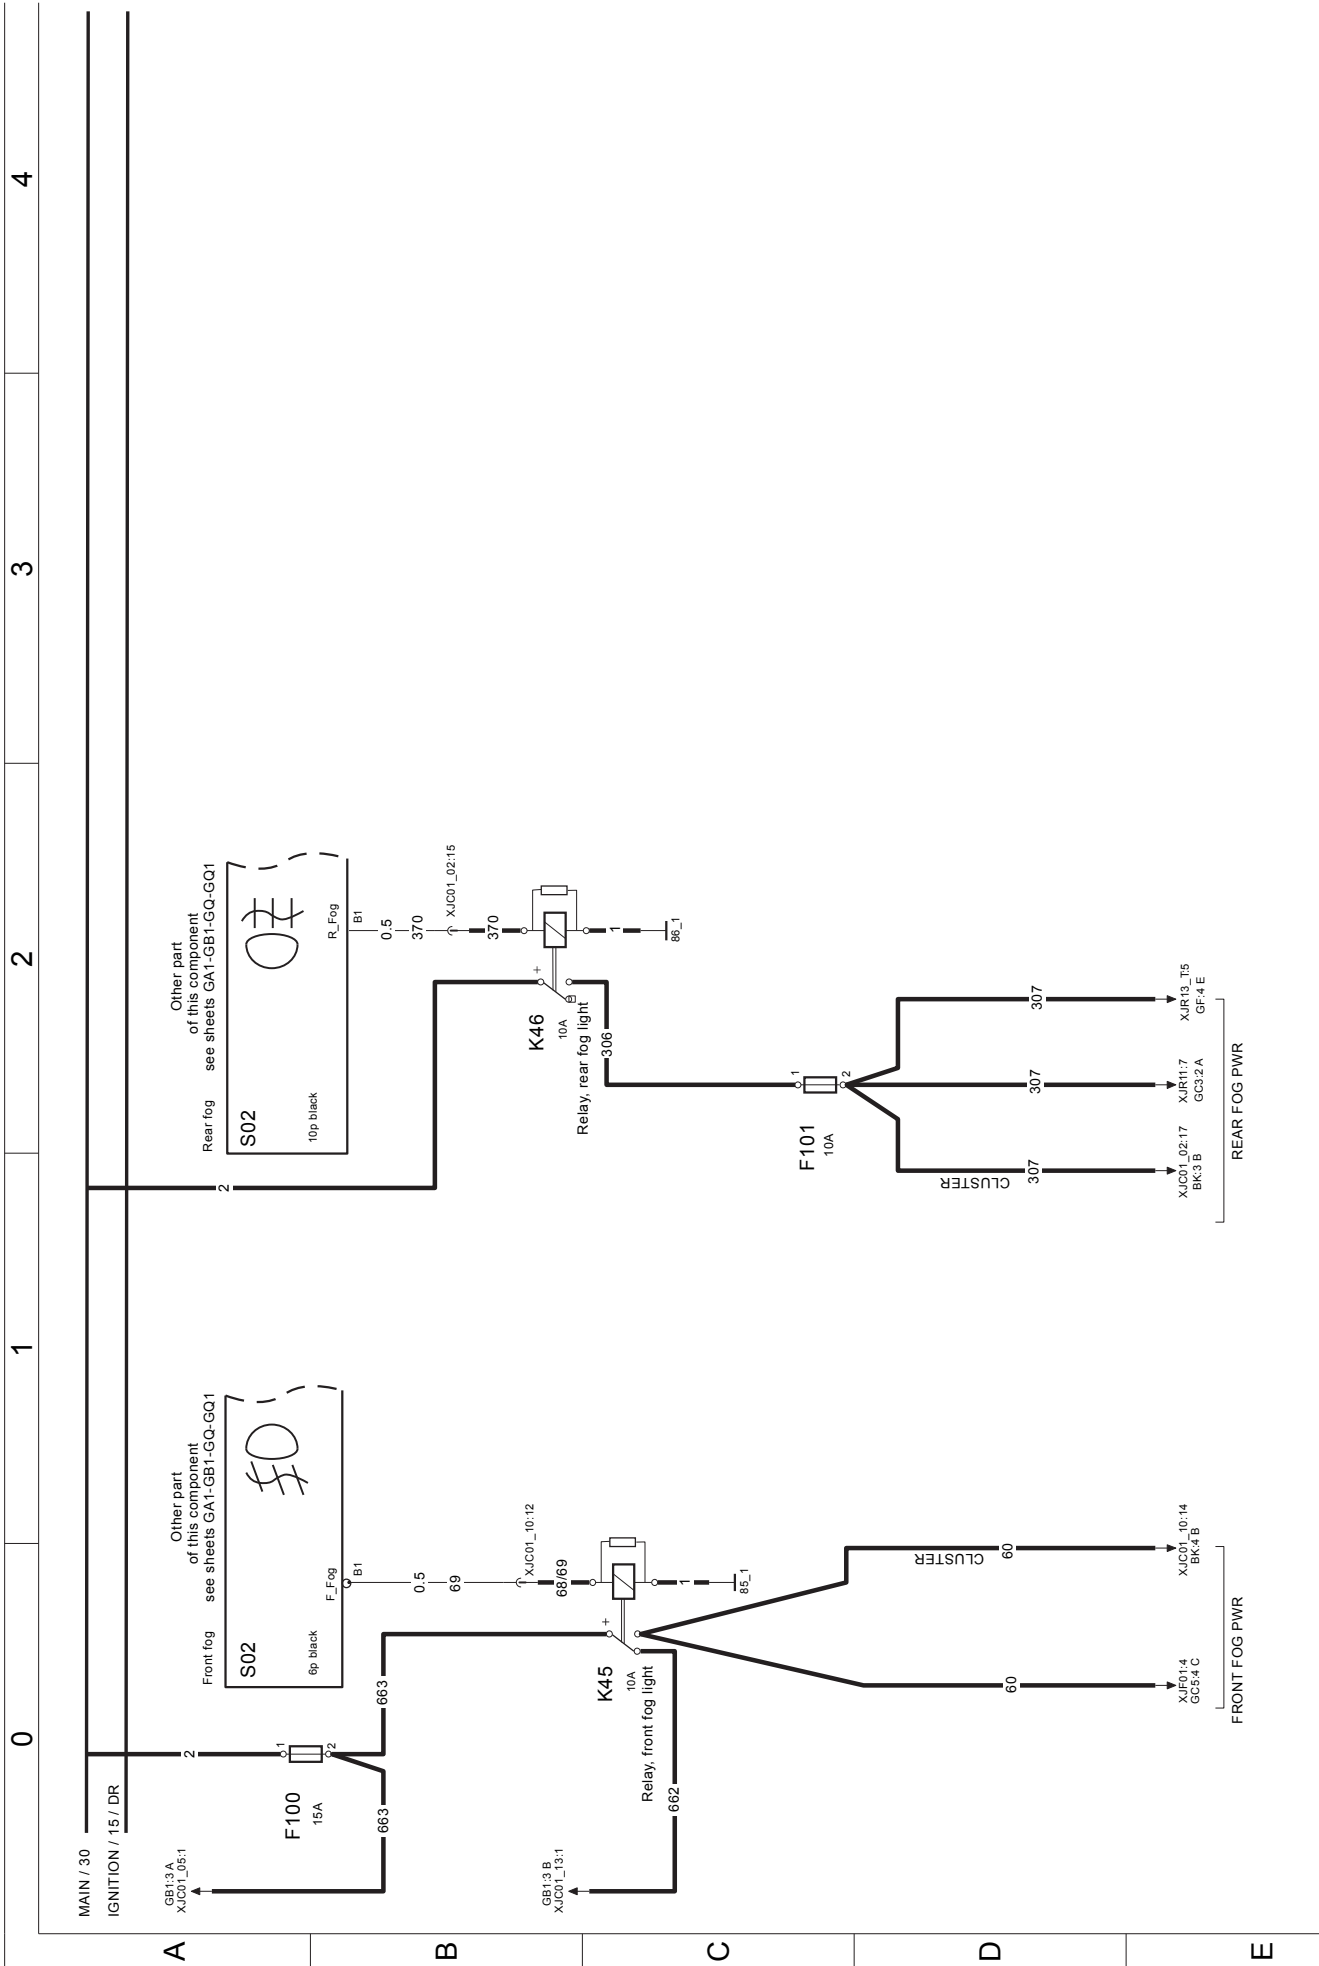 0
1
2
3
4
A
B
C
D
E
MAIN / 30
IGNITION / 15 / DR
GB1:3 A
XJC01_05:1
2
1
F100
15A
2
663
663
Other part
of this component
see sheets GA1-GB1-GQ-GQ1
Front fog
S02
6p black
F_Fog
B1
0.5
69
XJC01_10:12
68/69
GB1:3 B
XJC01_13:1
K45
10A
+
Relay, front fog light
662
1
85_1
60
CLUSTER
60
XJF01:4
GC5:4 C
XJC01_10:14
BK:4 B
FRONT FOG PWR
2
Other part
of this component
see sheets GA1-GB1-GQ-GQ1
Rear fog
S02
10p black
R_Fog
B1
0.5
370
XJC01_02:15
370
K46
10A
+
Relay, rear fog light
306
1
86_1
F101
10A
1
2
CLUSTER
307
307
307
XJC01_02:17
BK:3 B
XJR11:7
GC3:2 A
XJR13_T:5
GF:4 E
REAR FOG PWR